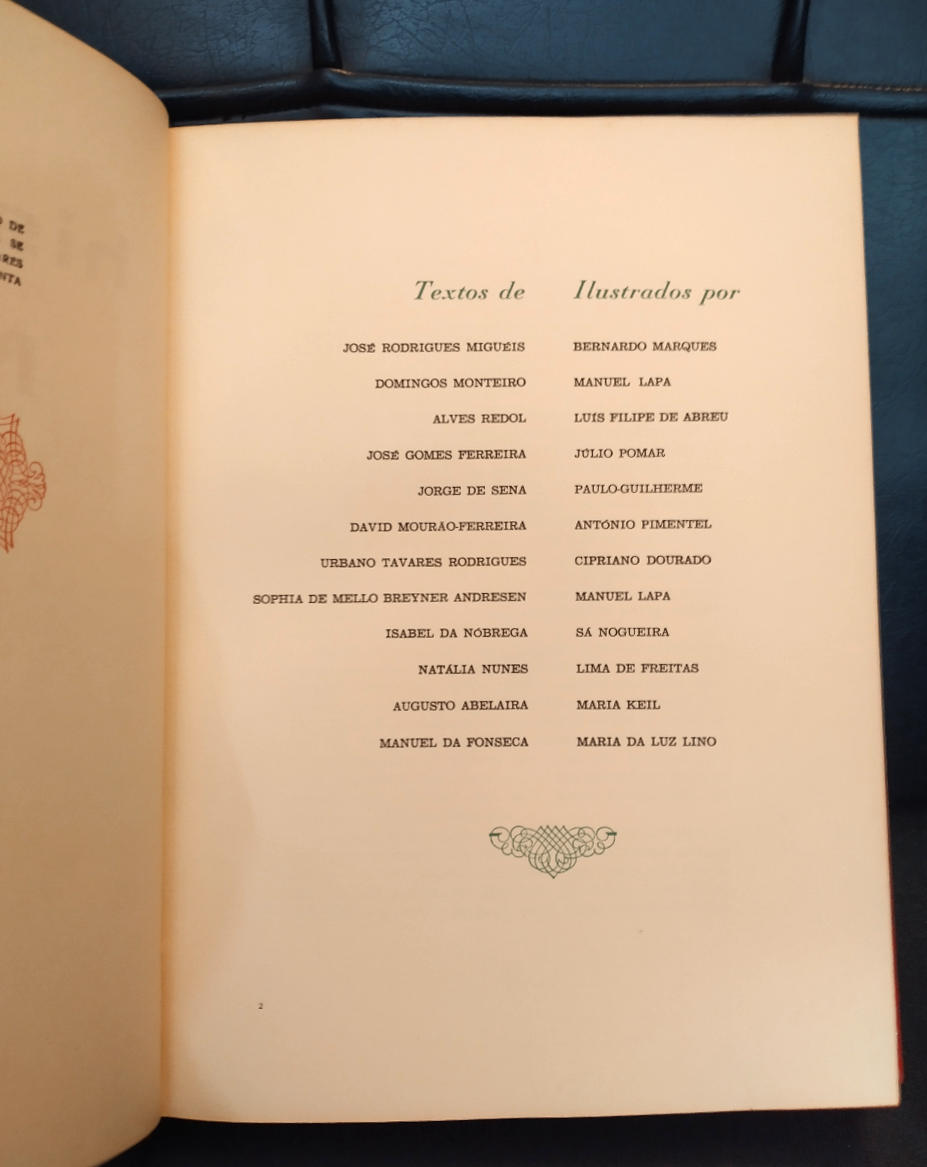 DE
SE
NTA
Textos de Ilustrados por
JOSÉ RODRIGUES MIGUÉIS BERNARDO MARQUES
DOMINGOS MONTEIRO MANUEL LAPA
ALVES REDOL LUÍS FILIPE DE ABREU
JOSÉ GOMES FERREIRA JÚLIO POMAR
JORGE DE SENA PAULO-GUILHERME
DAVID MOURÃO-FERREIRA ANTÓNIO PIMENTEL
URBANO TAVARES RODRIGUES CIPRIANO DOURADO
SOPHIA DE MELLO BREYNER ANDRESEN MANUEL LAPA
ISABEL DA NÓBREGA SÁ NOGUEIRA
NATÁLIA NUNES LIMA DE FREITAS
AUGUSTO ABELAIRA MARIA KEIL
MANUEL DA FONSECA MARIA DA LUZ LINO
2